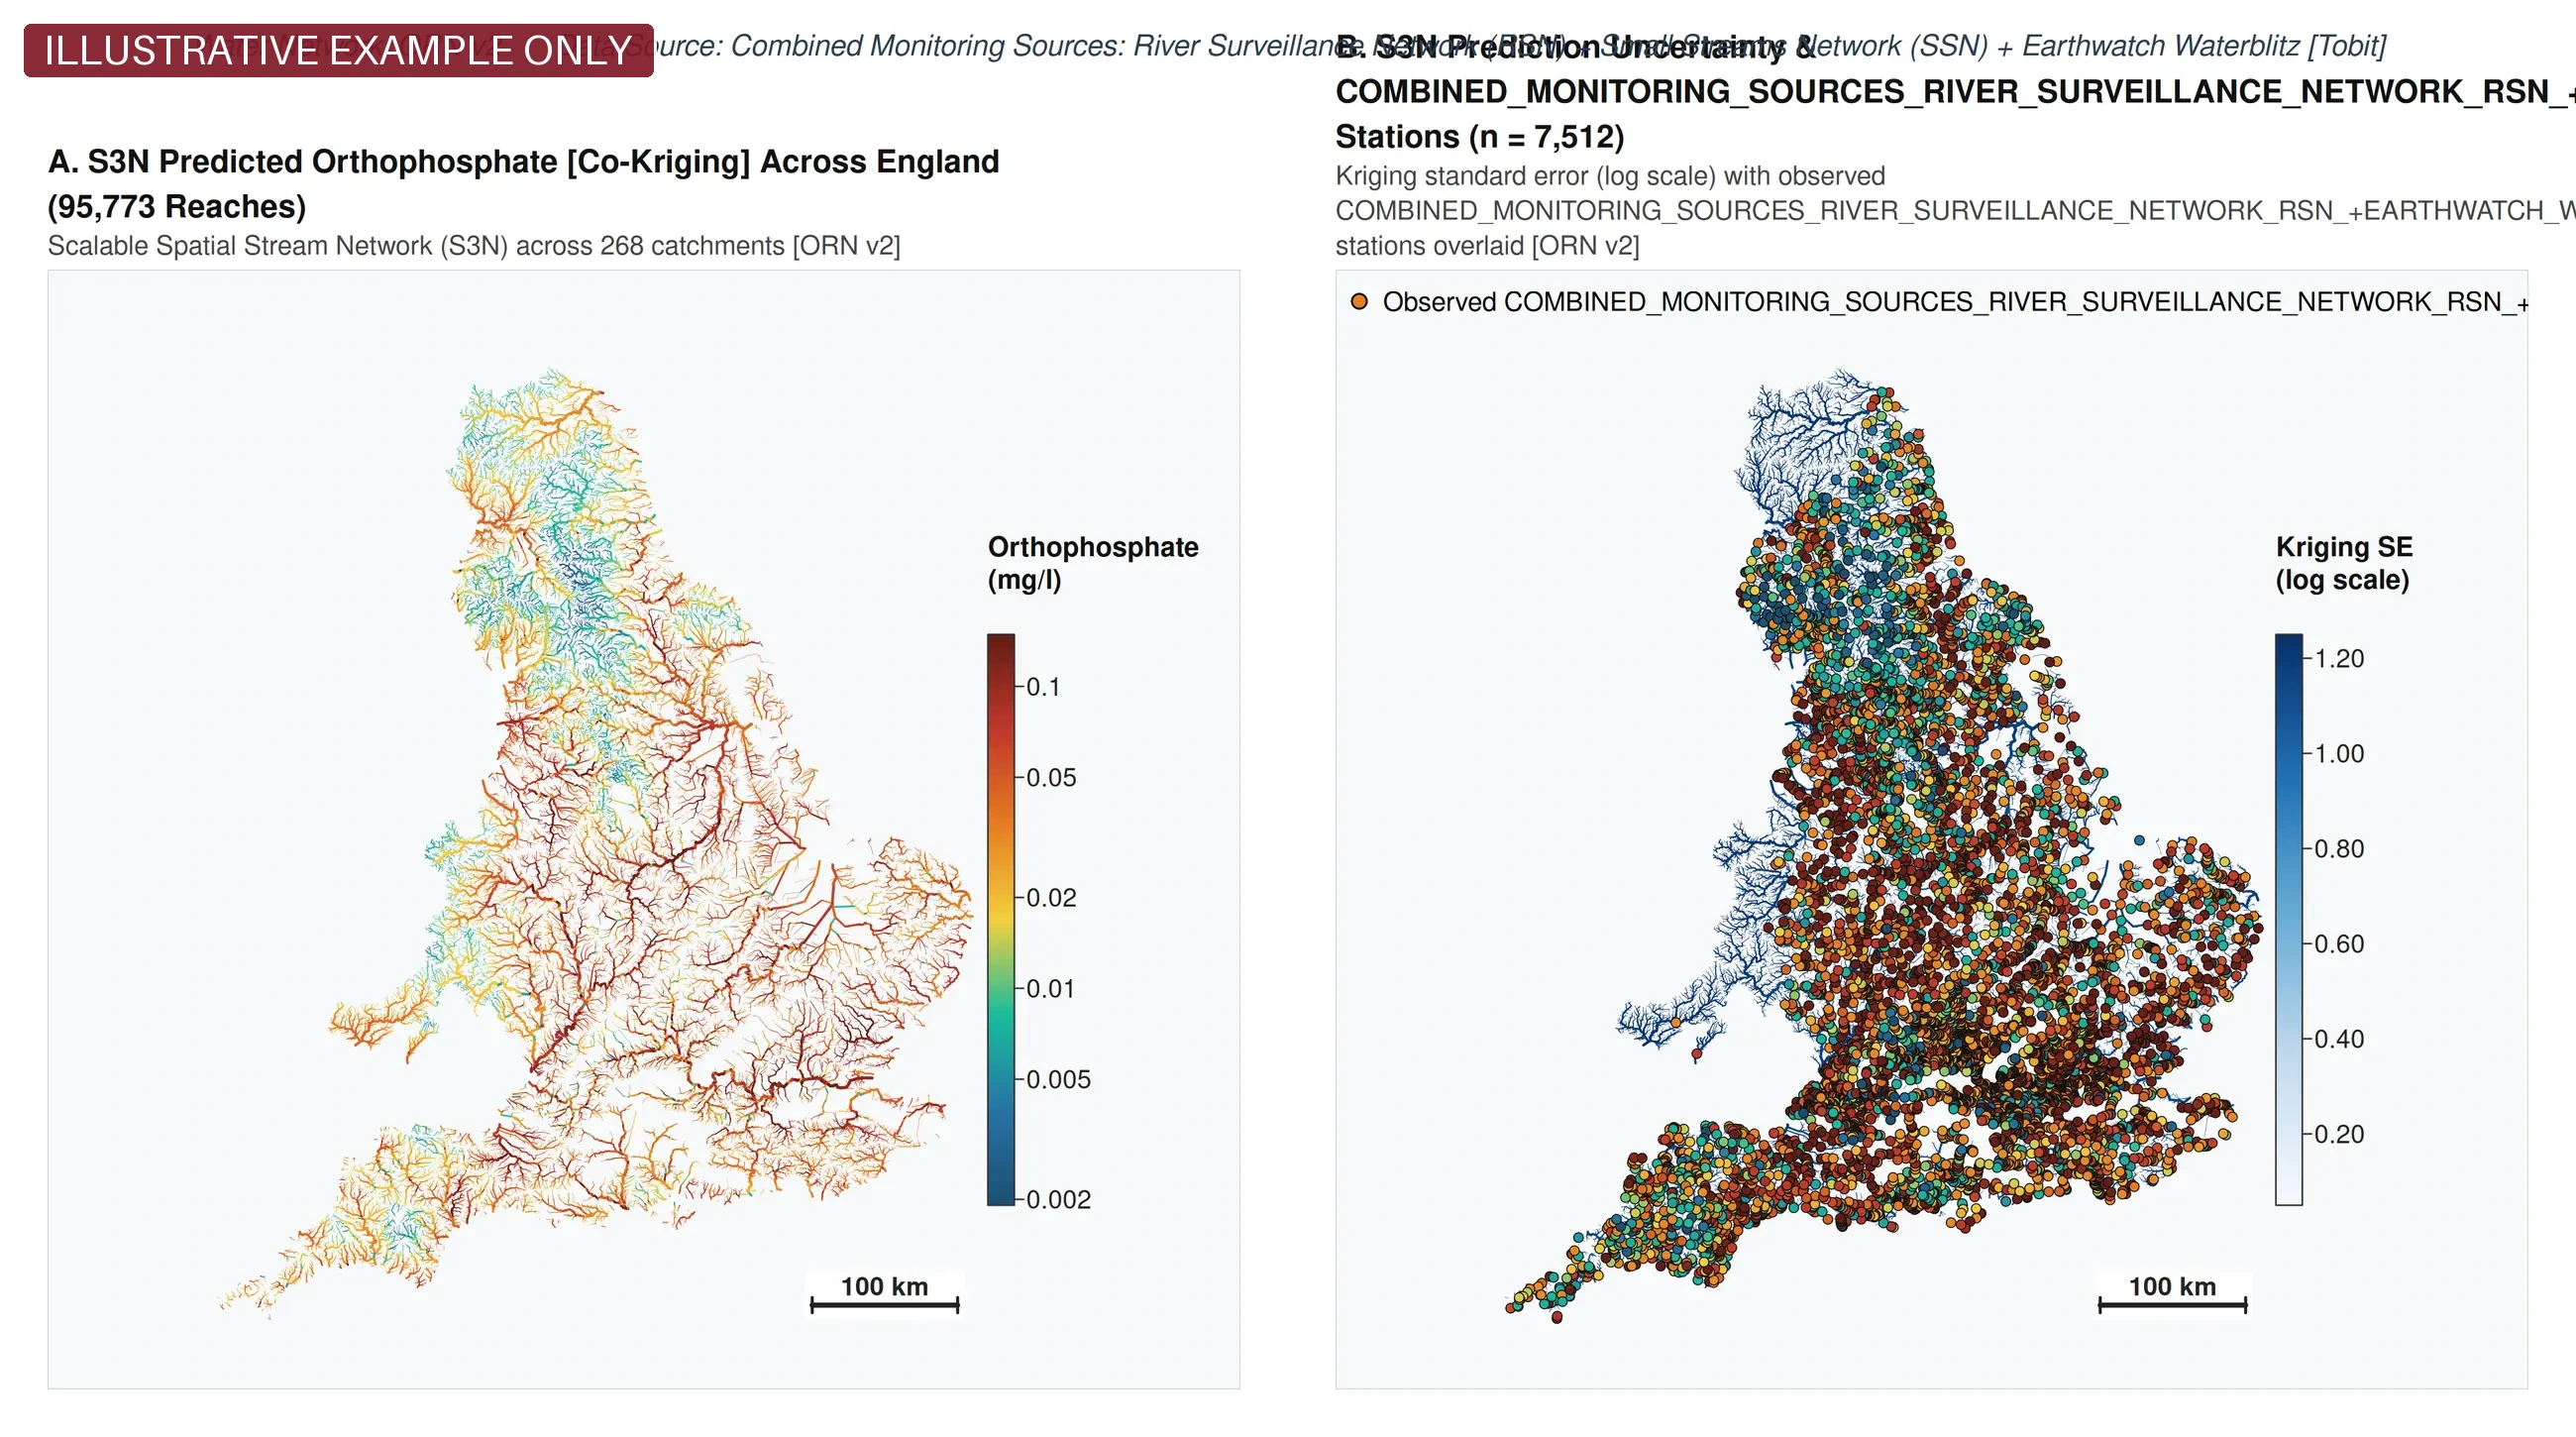 ILLUSTRATIVE EXAMPLE ONLY
Source: Combined Monitoring Sources: River Surveillance Network (RSN) + Small Streams Network (SSN) + Earthwatch Waterblitz [Tobit]
A. S3N Predicted Orthophosphate [Co-Kriging] Across England
(95,773 Reaches)
Scalable Spatial Stream Network (S3N) across 268 catchments [ORN v2]
Orthophosphate
(mg/l)
0.1
0.05
0.02
0.01
0.005
0.002
100 km
B. S3N Prediction Uncertainty &
COMBINED_MONITORING_SOURCES_RIVER_SURVEILLANCE_NETWORK_RSN_+
Stations (n = 7,512)
Kriging standard error (log scale) with observed
COMBINED_MONITORING_SOURCES_RIVER_SURVEILLANCE_NETWORK_RSN_+EARTHWATCH_W
stations overlaid [ORN v2]
Observed COMBINED_MONITORING_SOURCES_RIVER_SURVEILLANCE_NETWORK_RSN_+
Kriging SE
(log scale)
1.20
1.00
0.80
0.60
0.40
0.20
100 km